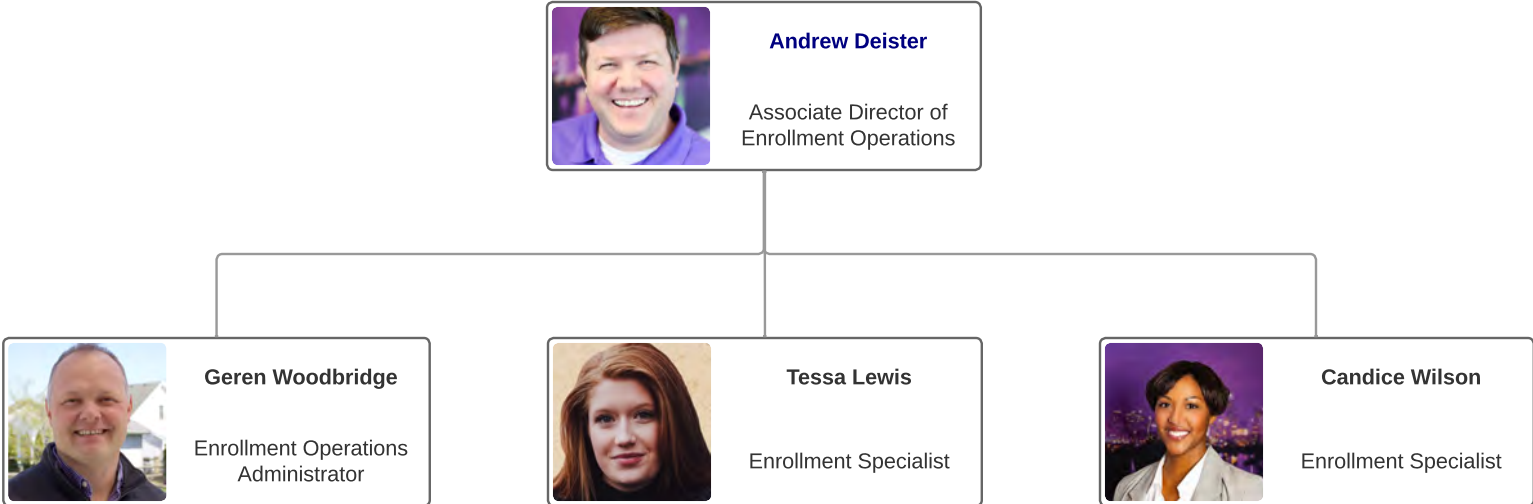 Andrew Deister
Associate Director of
Enrollment Operations
Geren Woodbridge
Enrollment Operations
Administrator
Tessa Lewis
Enrollment Specialist
Candice Wilson
Enrollment Specialist